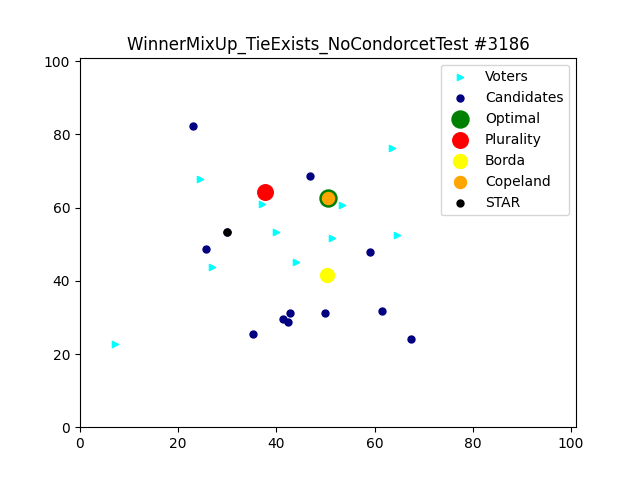 WinnerMixUp_TieExists_NoCondorcetTest #3186
Voters
Candidates
Optimal
Plurality
Borda
Copeland
STAR
100
80
60
40
20
0
0 20 40 60 80 100